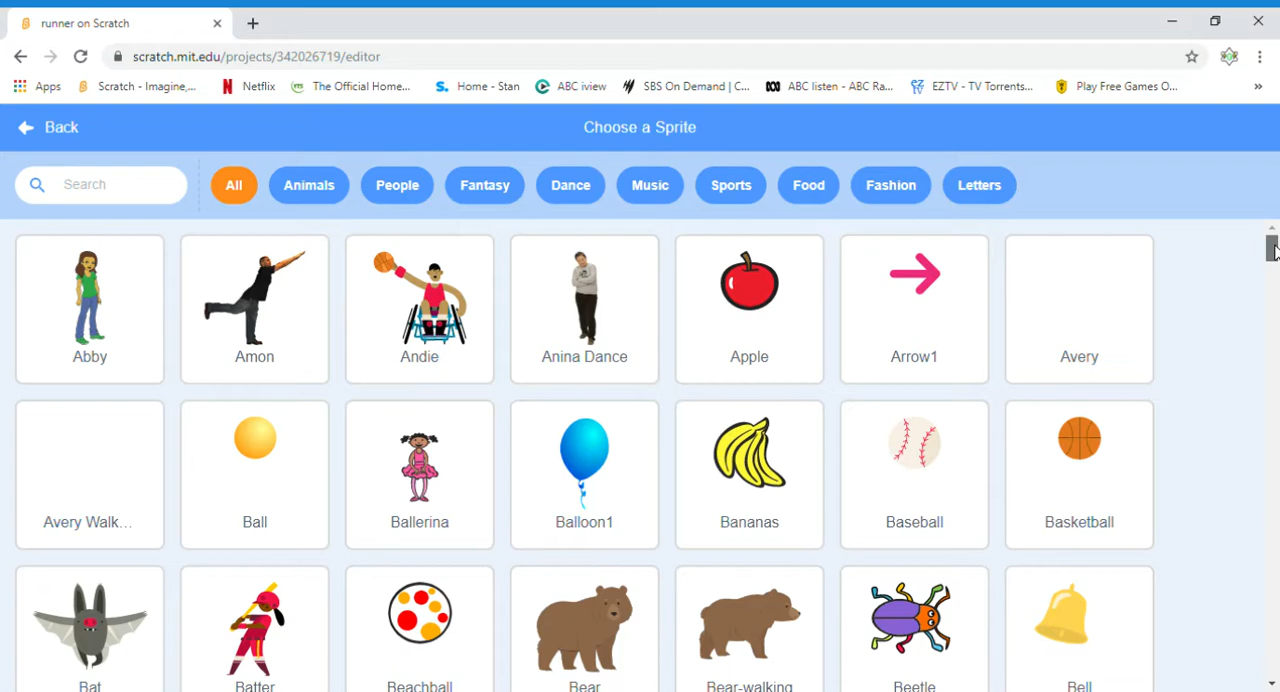 runner on Scratch
scratch.mit.edu/projects/342026719/editor
Apps Scratch - Imagine,... Netflix The Official Home... Home - Stan ABC iview SBS On Demand | C... ABC listen - ABC Ra... EZTV - TV Torrents... Play Free Games O... »
Back Choose a Sprite
Search All Animals People Fantasy Dance Music Sports Food Fashion Letters
Abby Amon Andie Anina Dance Apple Arrow1 Avery
Avery Walk... Ball Ballerina Balloon1 Bananas Baseball Basketball
Bat Batter Beachball Bear Bear-walking Beetle Bell